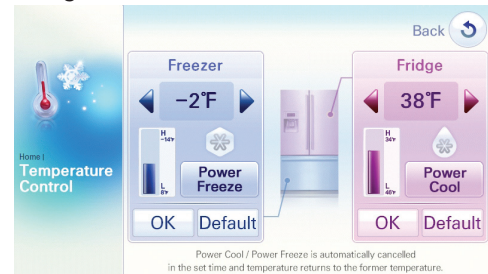 Back
Freezer
Fridge
−2°F
38°F
H
−14°F
H
34°F
Home |
Temperature
Control
Power
Freeze
Power
Cool
L
8°F
L
46°F
OK Default
OK Default
Power Cool / Power Freeze is automatically cancelled
in the set time and temperature returns to the former temperature.